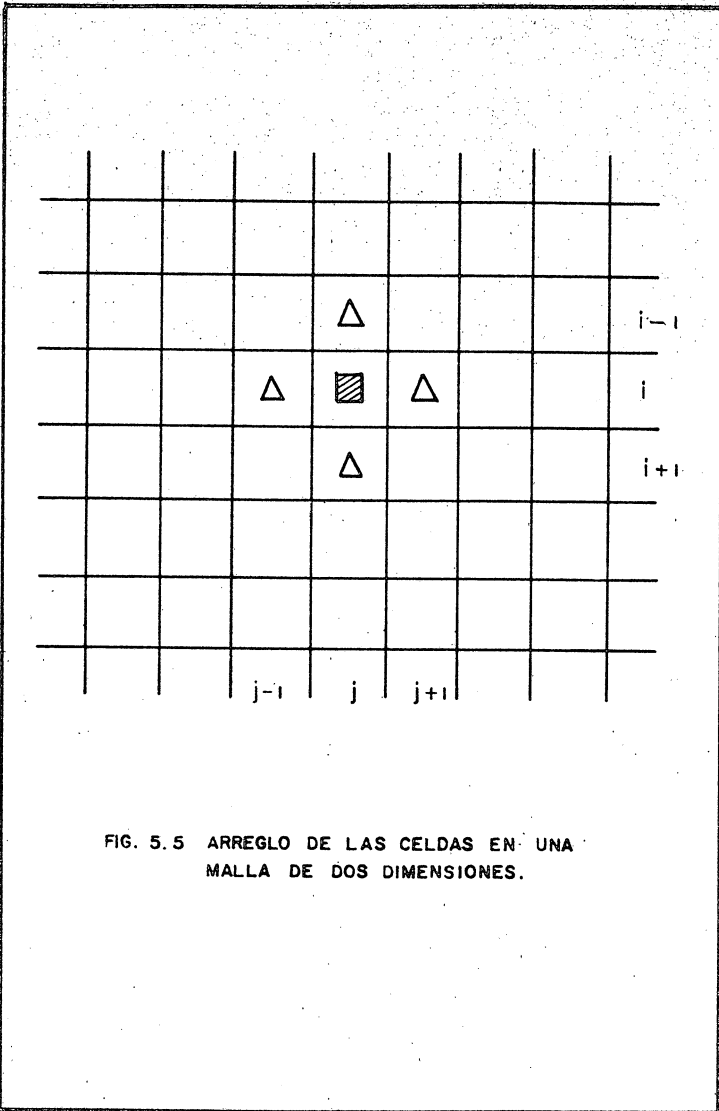 i-1
i
i+1
j-1 j j+1
FIG. 5.5 ARREGLO DE LAS CELDAS EN UNA
MALLA DE DOS DIMENSIONES.